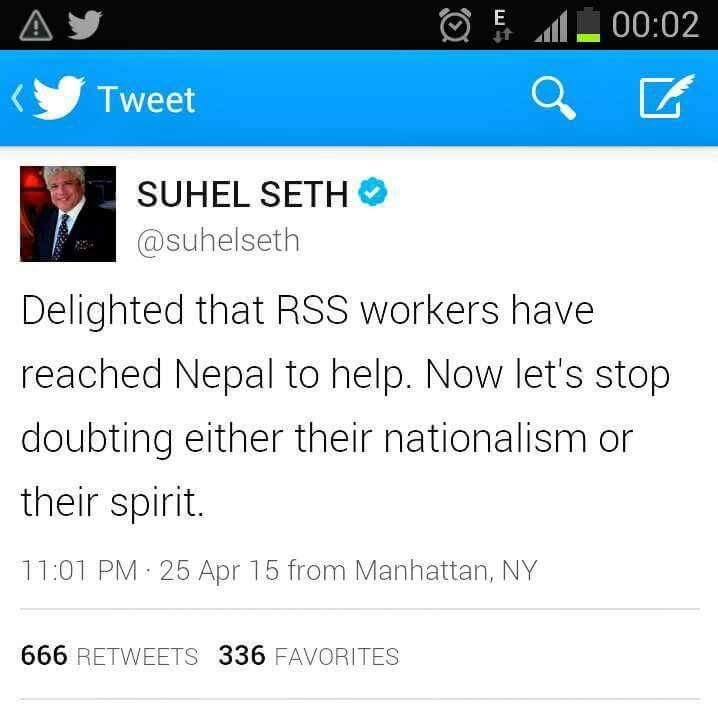 E
00:02
Tweet
SUHEL SETH
@suhelseth
Delighted that RSS workers have
reached Nepal to help. Now let's stop
doubting either their nationalism or
their spirit.
11:01 PM · 25 Apr 15 from Manhattan, NY
666 RETWEETS 336 FAVORITES